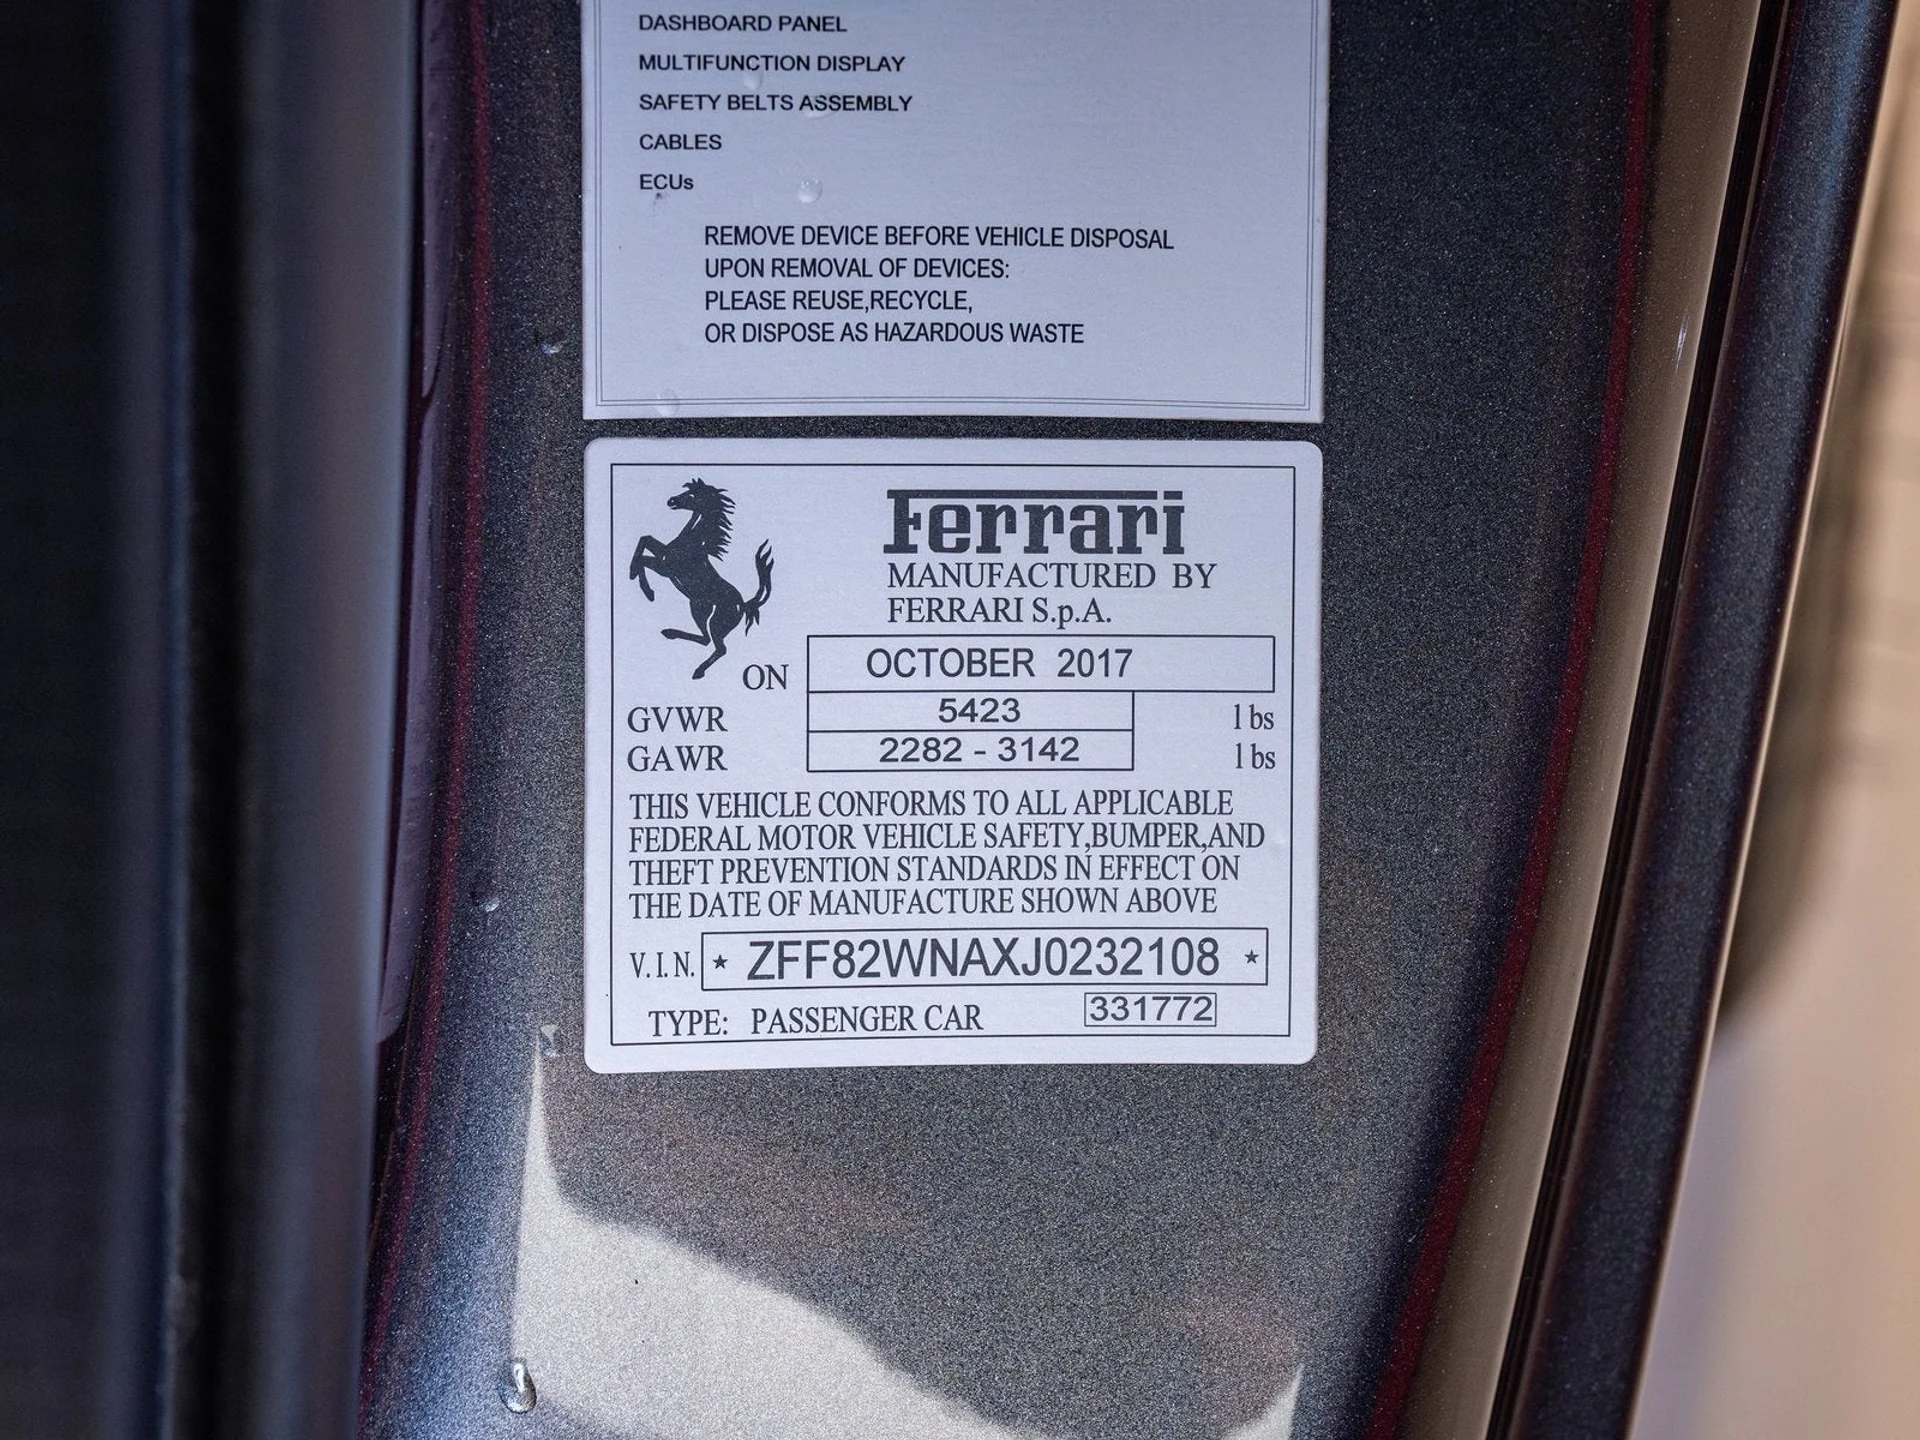 DASHBOARD PANEL
MULTIFUNCTION DISPLAY
SAFETY BELTS ASSEMBLY
CABLES
ECUs
REMOVE DEVICE BEFORE VEHICLE DISPOSAL
UPON REMOVAL OF DEVICES:
PLEASE REUSE,RECYCLE,
OR DISPOSE AS HAZARDOUS WASTE
Ferrari
MANUFACTURED BY
FERRARI S.p.A.
ON OCTOBER 2017
GVWR 5423 lbs
GAWR 2282 - 3142 lbs
THIS VEHICLE CONFORMS TO ALL APPLICABLE
FEDERAL MOTOR VEHICLE SAFETY,BUMPER,AND
THEFT PREVENTION STANDARDS IN EFFECT ON
THE DATE OF MANUFACTURE SHOWN ABOVE
V.I.N. ★ ZFF82WNAXJ0232108 ★
TYPE: PASSENGER CAR 331772